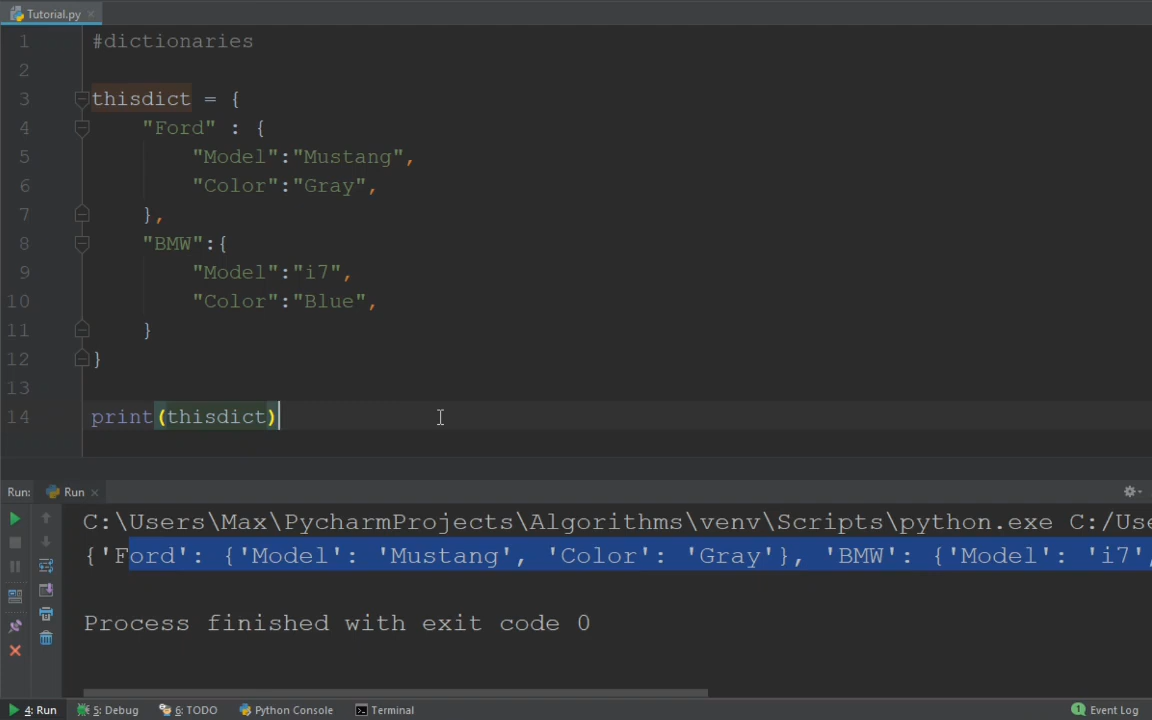 Tutorial.py
1 #dictionaries
2
3 thisdict = {
4 "Ford" : {
5 "Model":"Mustang",
6 "Color":"Gray",
7 },
8 "BMW":{
9 "Model":"i7",
10 "Color":"Blue",
11 }
12 }
13
14 print(thisdict)
Run: Run
C:\Users\Max\PycharmProjects\Algorithms\venv\Scripts\python.exe C:/Use
{'Ford': {'Model': 'Mustang', 'Color': 'Gray'}, 'BMW': {'Model': 'i7',
Process finished with exit code 0
4: Run 5: Debug 6: TODO Python Console Terminal 1 Event Log